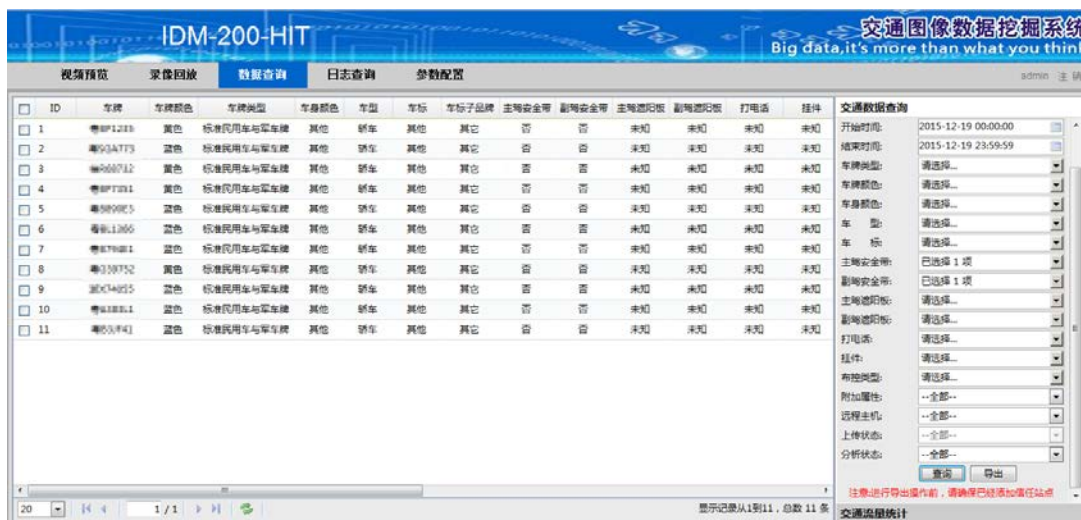 IDM-200-HIT
交通图像数据挖掘系统
Big data,it's more than what you think
视频预览 录像回放 数据查询 日志查询 参数配置 admin 注
ID 车牌 车牌颜色 车牌类型 车身颜色 车型 车标 车标子品牌 主驾安全带 副驾安全带 主驾遮阳板 副驾遮阳板 打电话 挂件
1 黄色 标准民用车与军车牌 其他 轿车 其他 其它 否 否 未知 未知 未知 未知
2 蓝色 标准民用车与军车牌 其他 轿车 其他 其它 否 否 未知 未知 未知 未知
3 黄色 标准民用车与军车牌 其他 轿车 其他 其它 否 否 未知 未知 未知 未知
4 黄色 标准民用车与军车牌 其他 轿车 其他 其它 否 否 未知 未知 未知 未知
5 蓝色 标准民用车与军车牌 其他 轿车 其他 其它 否 否 未知 未知 未知 未知
6 蓝色 标准民用车与军车牌 其他 轿车 其他 其它 否 否 未知 未知 未知 未知
7 蓝色 标准民用车与军车牌 其他 轿车 其他 其它 否 否 未知 未知 未知 未知
8 黄色 标准民用车与军车牌 其他 轿车 其他 其它 否 否 未知 未知 未知 未知
9 蓝色 标准民用车与军车牌 其他 轿车 其他 其它 否 否 未知 未知 未知 未知
10 蓝色 标准民用车与军车牌 其他 轿车 其他 其它 否 否 未知 未知 未知 未知
11 蓝色 标准民用车与军车牌 其他 轿车 其他 其它 否 否 未知 未知 未知 未知
20 1 / 1 显示记录从1到11，总数 11 条
交通数据查询
开始时间: 2015-12-19 00:00:00
结束时间: 2015-12-19 23:59:59
车牌类型: 请选择...
车牌颜色: 请选择...
车身颜色: 请选择...
车 型: 请选择...
车 标: 请选择...
主驾安全带: 已选择 1 项
副驾安全带: 已选择 1 项
主驾遮阳板: 请选择...
副驾遮阳板: 请选择...
打电话: 请选择...
挂件: 请选择...
布控类型: 请选择...
附加属性: --全部--
远程主机: --全部--
上传状态: --全部--
分析状态: --全部--
查询 导出
注意:进行导出操作前，请确保已经添加信任站点
交通流量统计